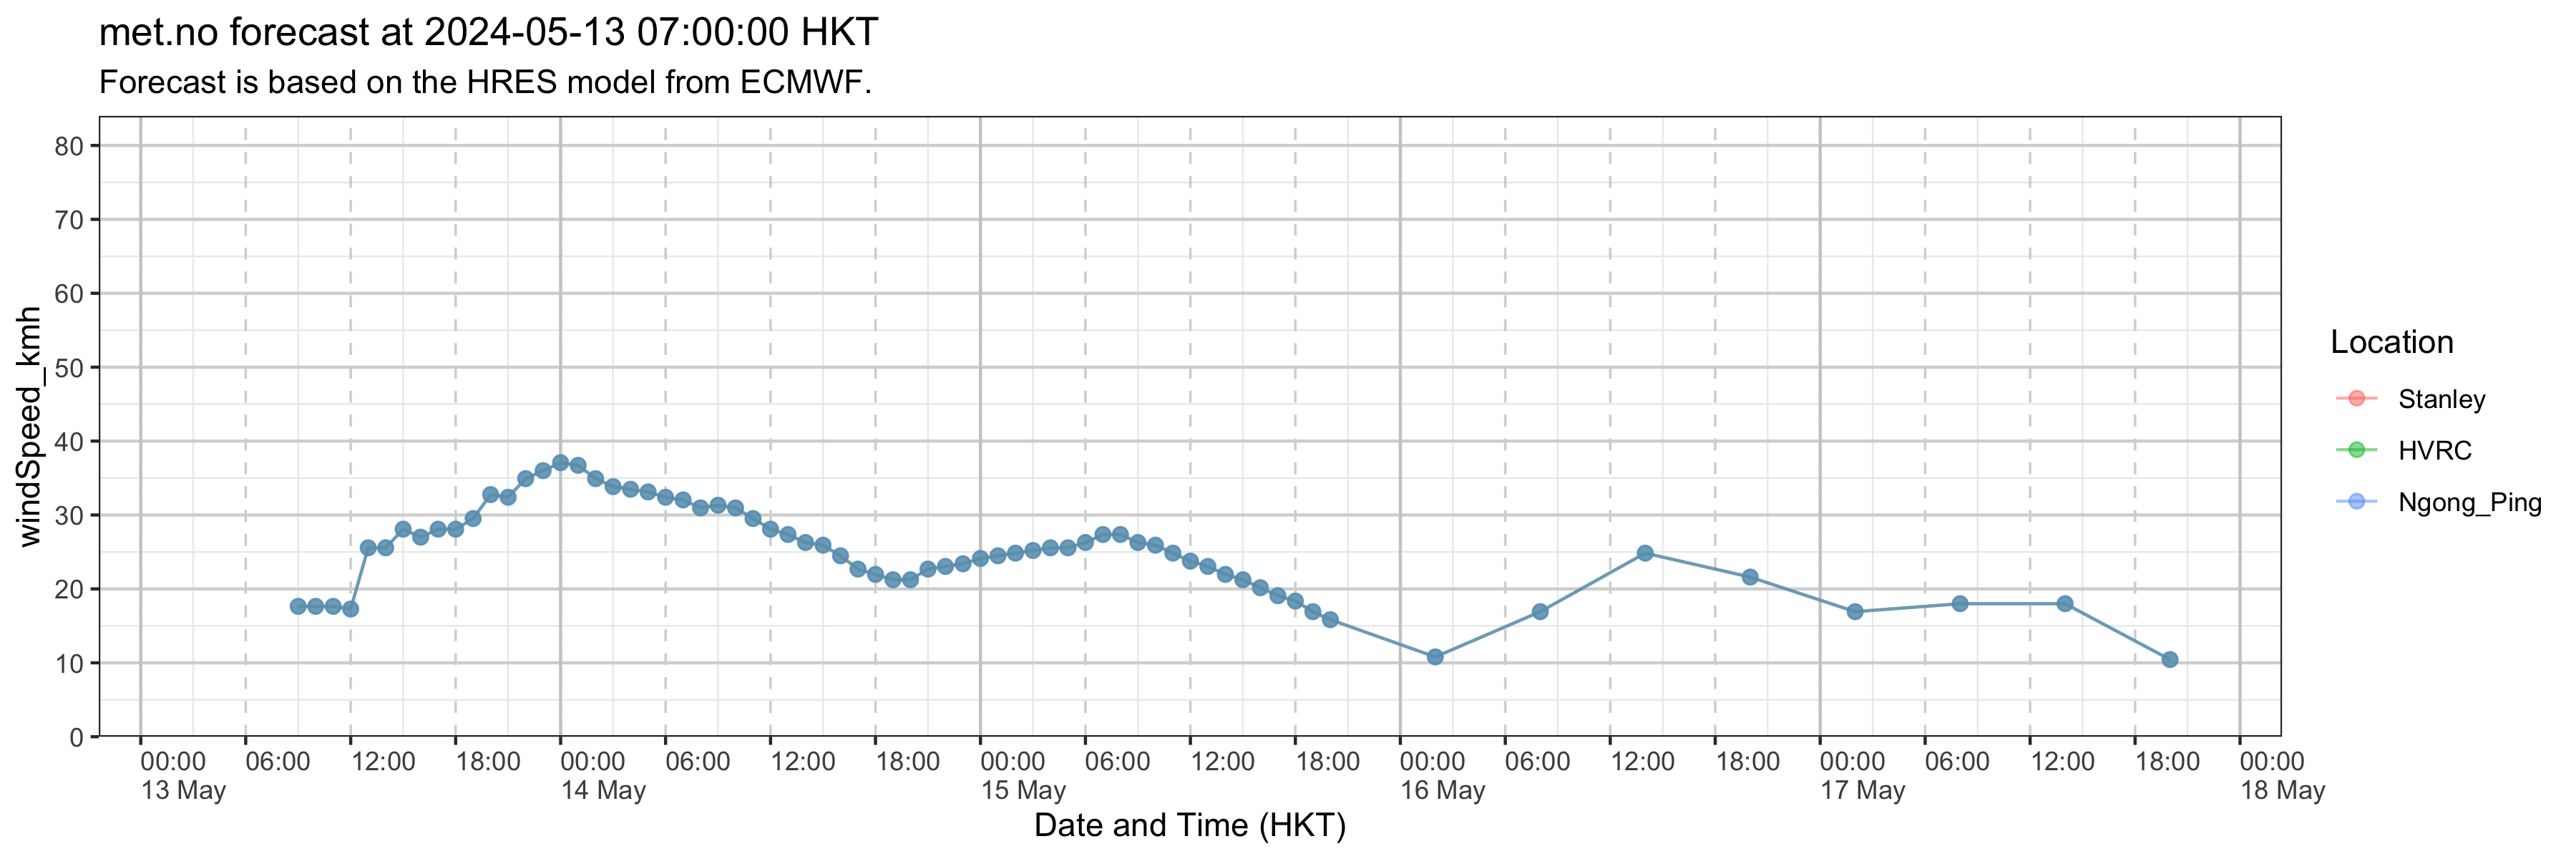 met.no forecast at 2024-05-13 07:00:00 HKT
Forecast is based on the HRES model from ECMWF.
windSpeed_kmh
80
70
60
50
40
30
20
10
0
00:00 06:00 12:00 18:00 00:00 06:00 12:00 18:00 00:00 06:00 12:00 18:00 00:00 06:00 12:00 18:00 00:00 06:00 12:00 18:00 00:00
13 May 14 May 15 May 16 May 17 May 18 May
Date and Time (HKT)
Location
Stanley
HVRC
Ngong_Ping